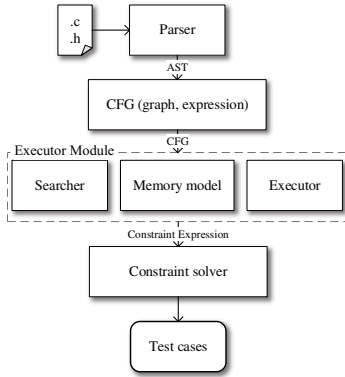 .c
.h
Parser
AST
CFG (graph, expression)
CFG
Executor Module
Searcher
Memory model
Executor
Constraint Expression
Constraint solver
Test cases